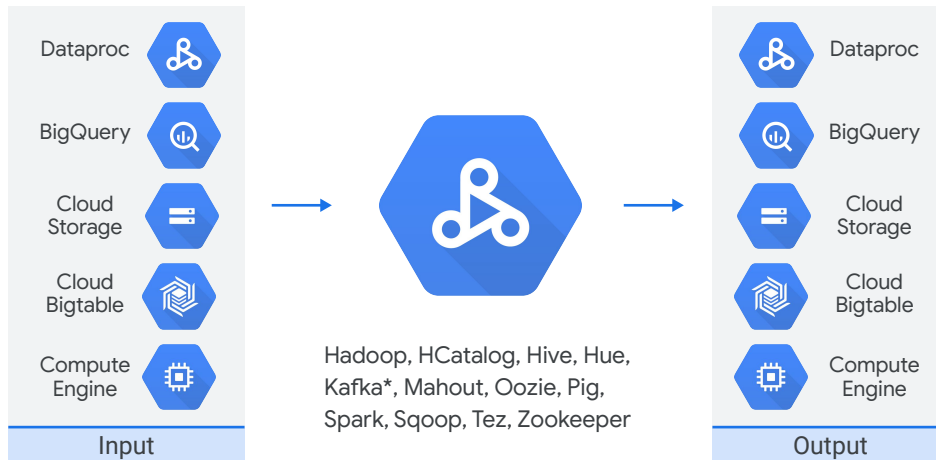 Dataproc
BigQuery
Cloud
Storage
Cloud
Bigtable
Compute
Engine
Input
Hadoop, HCatalog, Hive, Hue,
Kafka*, Mahout, Oozie, Pig,
Spark, Sqoop, Tez, Zookeeper
Dataproc
BigQuery
Cloud
Storage
Cloud
Bigtable
Compute
Engine
Output